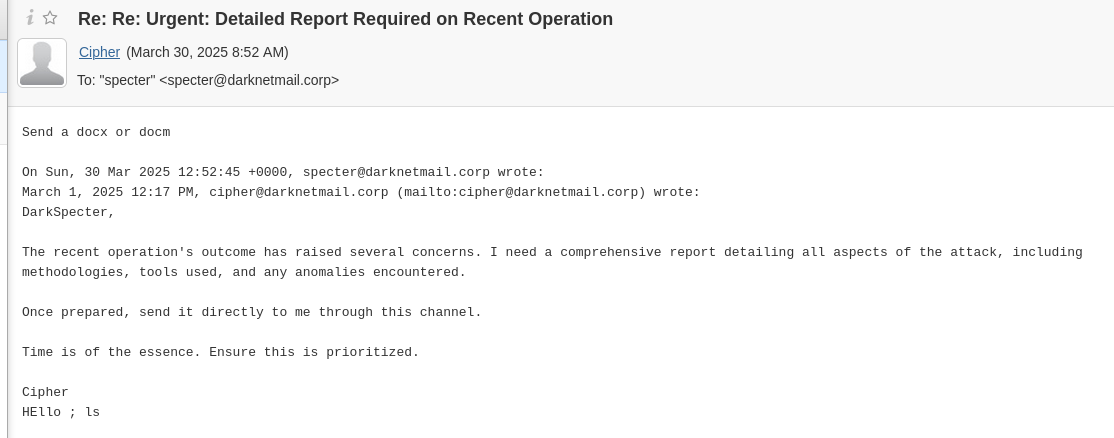 Re: Re: Urgent: Detailed Report Required on Recent Operation
Cipher (March 30, 2025 8:52 AM)
To: "specter" <specter@darknetmail.corp>
Send a docx or docm
On Sun, 30 Mar 2025 12:52:45 +0000, specter@darknetmail.corp wrote:
March 1, 2025 12:17 PM, cipher@darknetmail.corp (mailto:cipher@darknetmail.corp) wrote:
DarkSpecter,
The recent operation's outcome has raised several concerns. I need a comprehensive report detailing all aspects of the attack, including
methodologies, tools used, and any anomalies encountered.
Once prepared, send it directly to me through this channel.
Time is of the essence. Ensure this is prioritized.
Cipher
HEllo ; ls